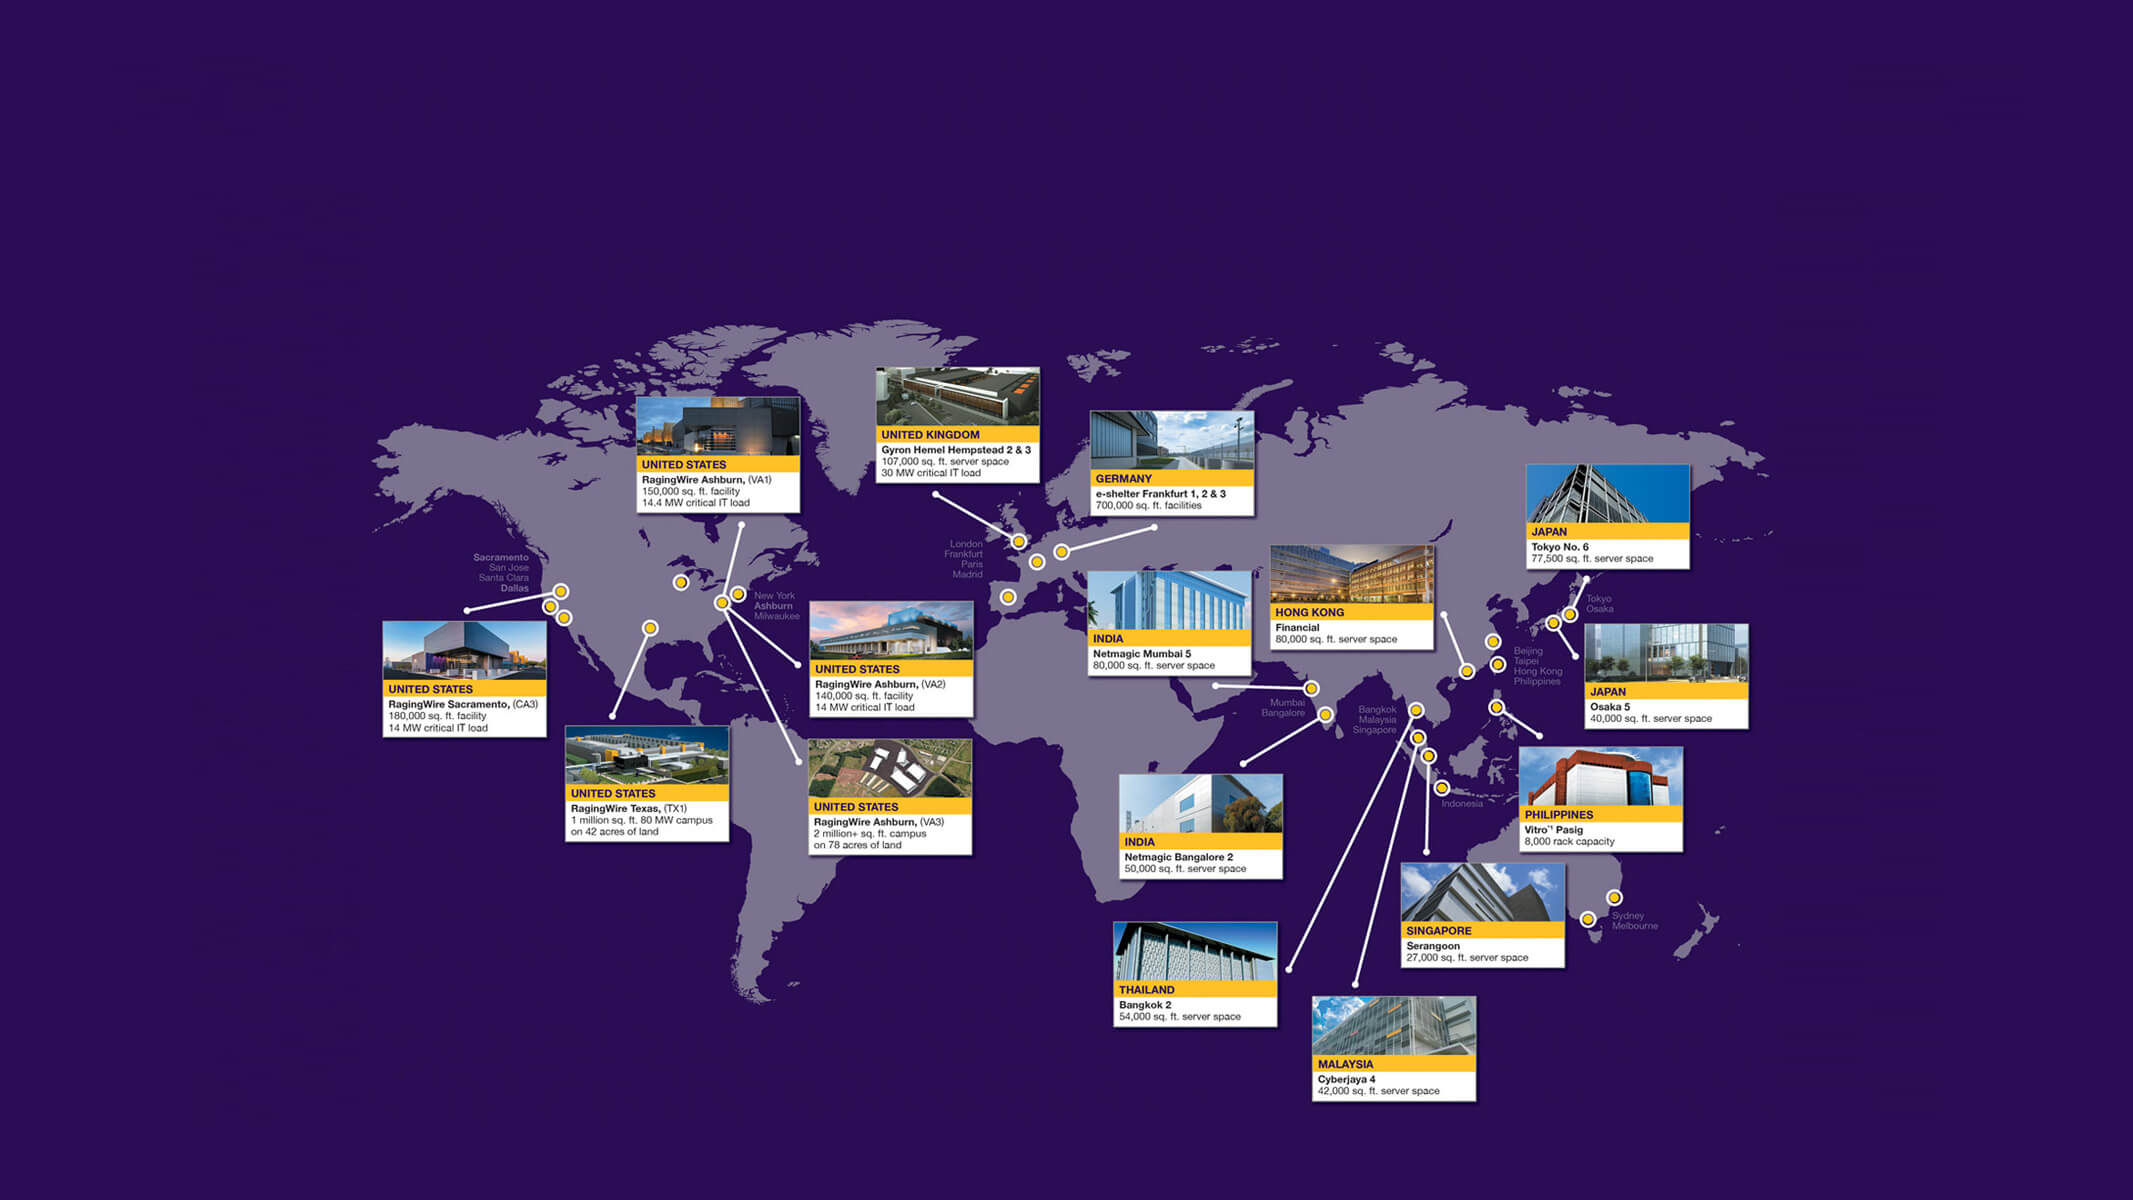 UNITED STATES
RagingWire Ashburn, (VA1)
150,000 sq. ft. facility
14.4 MW critical IT load
UNITED KINGDOM
Gyron Hemel Hempstead 2 & 3
107,000 sq. ft. server space
30 MW critical IT load
GERMANY
e-shelter Frankfurt 1, 2 & 3
700,000 sq. ft. facilities
JAPAN
Tokyo No. 6
77,500 sq. ft. server space
Sacramento
San Jose
Santa Clara
Dallas
New York
Ashburn
Milwaukee
London
Frankfurt
Paris
Madrid
HONG KONG
Financial
80,000 sq. ft. server space
INDIA
Netmagic Mumbai 5
80,000 sq. ft. server space
Tokyo
Osaka
Beijing
Taipei
Hong Kong
Philippines
UNITED STATES
RagingWire Sacramento, (CA3)
180,000 sq. ft. facility
14 MW critical IT load
UNITED STATES
RagingWire Ashburn, (VA2)
140,000 sq. ft. facility
14 MW critical IT load
Mumbai
Bangalore
Bangkok
Malaysia
Singapore
JAPAN
Osaka 5
40,000 sq. ft. server space
UNITED STATES
RagingWire Texas, (TX1)
1 million sq. ft. 80 MW campus
on 42 acres of land
UNITED STATES
RagingWire Ashburn, (VA3)
2 million+ sq. ft. campus
on 78 acres of land
Indonesia
PHILIPPINES
Vitro*¹ Pasig
8,000 rack capacity
INDIA
Netmagic Bangalore 2
50,000 sq. ft. server space
SINGAPORE
Serangoon
27,000 sq. ft. server space
Sydney
Melbourne
THAILAND
Bangkok 2
54,000 sq. ft. server space
MALAYSIA
Cyberjaya 4
42,000 sq. ft. server space